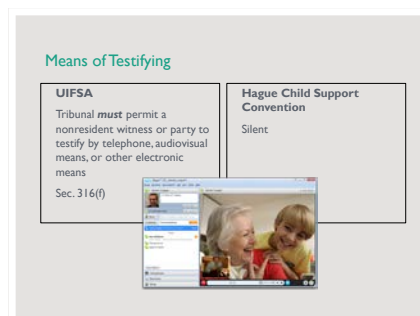 Means of Testifying
UIFSA
Tribunal must permit a
nonresident witness or party to
testify by telephone, audiovisual
means, or other electronic
means
Sec. 316(f)
Hague Child Support
Convention
Silent